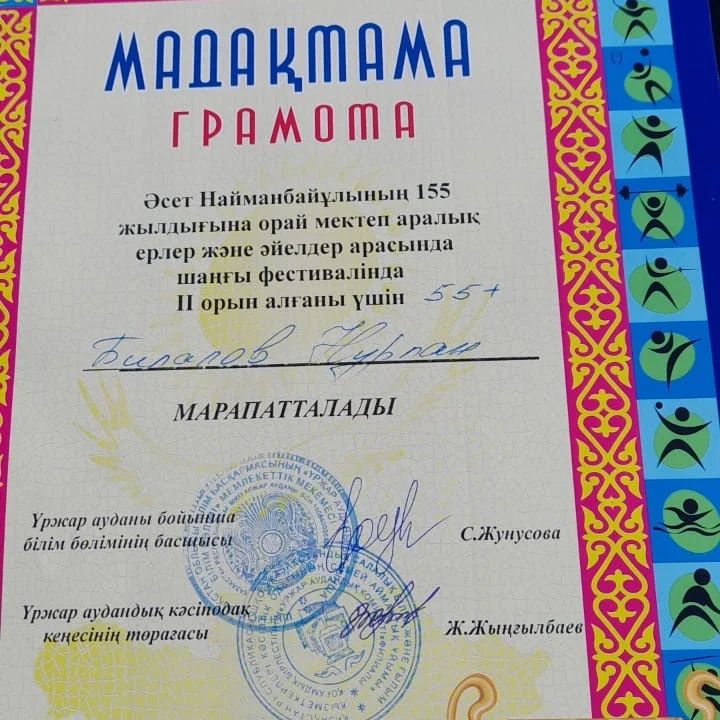 МАДАҚТАМА
ГРАМОТА
Әсет Найманбайұлының 155
жылдығына орай мектеп аралық
ерлер және әйелдер арасында
шаңғы фестивалінда
ІІ орын алғаны үшін 55+
Билалов Нұрлан
МАРАПАТТАЛАДЫ
Үржар ауданы бойынша
білім бөлімінің басшысы
С.Жунусова
Үржар аудандық кәсіподақ
кеңесінің төрағасы
Ж.Жыңғылбаев